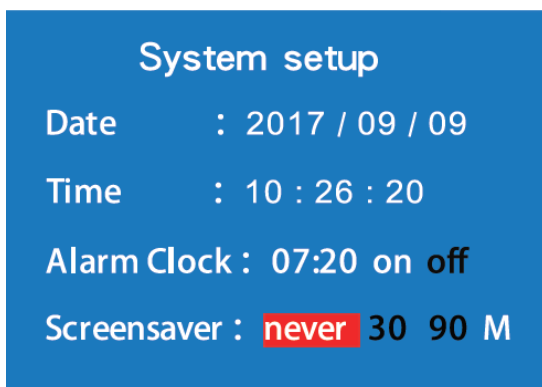 System setup
Date : 2017 / 09 / 09
Time : 10 : 26 : 20
Alarm Clock : 07:20 on off
Screensaver : never 30 90 M